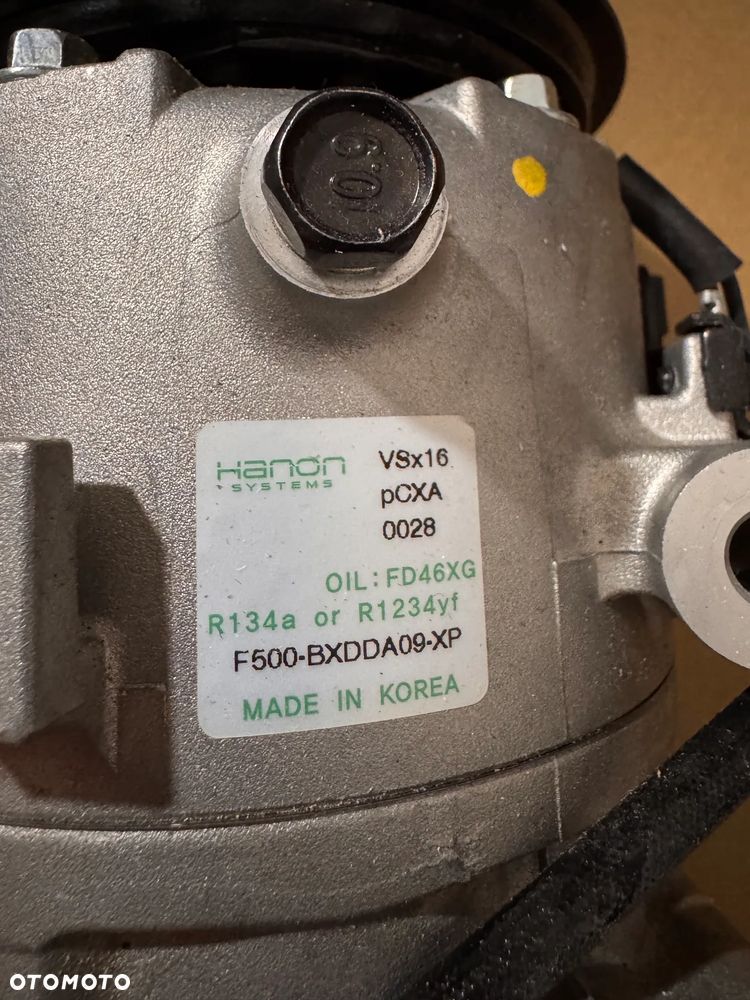 HANON
SYSTEMS
VSx16
pCXA
0028
OIL: FD46XG
R134a or R1234yf
F500-BXDDA09-XP
MADE IN KOREA
OTOMOTO